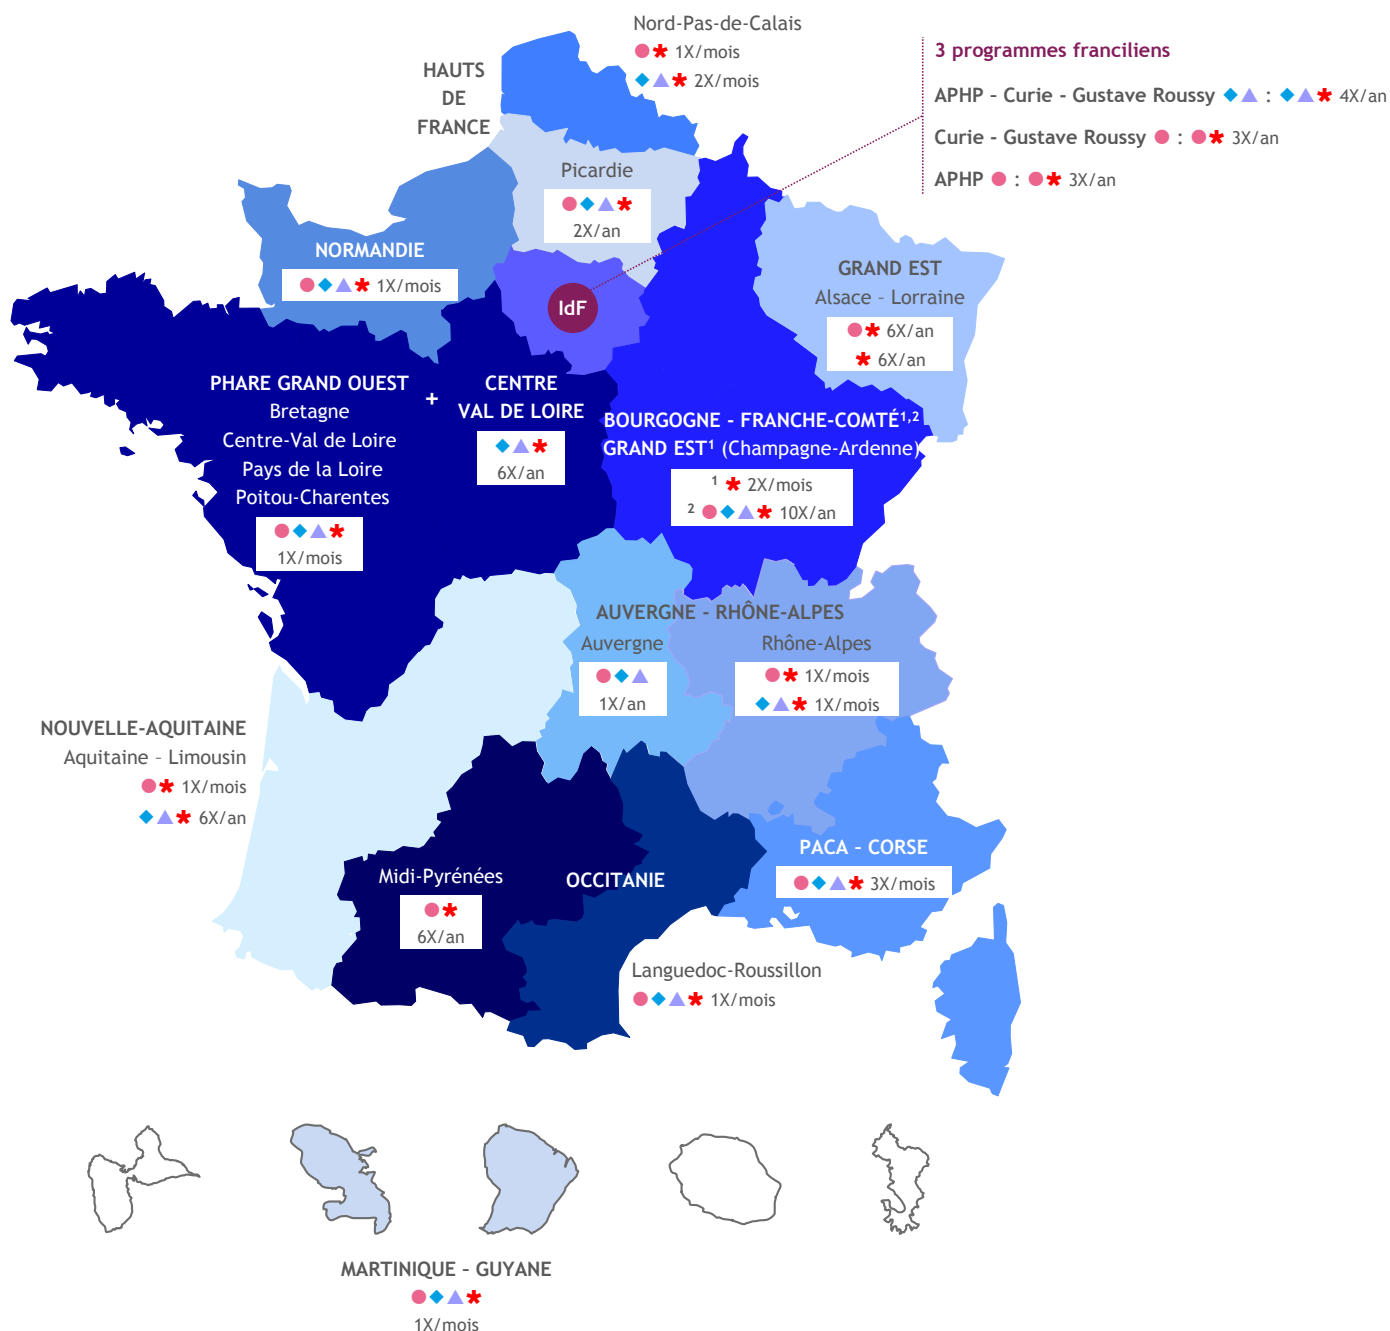 Nord-Pas-de-Calais
1X/mois
2X/mois
HAUTS
DE
FRANCE
3 programmes franciliens
APHP - Curie - Gustave Roussy : 4X/an
Curie - Gustave Roussy : 3X/an
APHP : 3X/an
Picardie
2X/an
NORMANDIE
1X/mois
IdF
GRAND EST
Alsace - Lorraine
6X/an
6X/an
PHARE GRAND OUEST
Bretagne
Centre-Val de Loire
Pays de la Loire
Poitou-Charentes
1X/mois
+
CENTRE
VAL DE LOIRE
6X/an
BOURGOGNE - FRANCHE-COMTÉ¹,²
GRAND EST¹ (Champagne-Ardenne)
¹ 2X/mois
² 10X/an
AUVERGNE - RHÔNE-ALPES
Auvergne
1X/an
Rhône-Alpes
1X/mois
1X/mois
NOUVELLE-AQUITAINE
Aquitaine - Limousin
1X/mois
6X/an
Midi-Pyrénées
6X/an
OCCITANIE
Languedoc-Roussillon
1X/mois
PACA - CORSE
3X/mois
MARTINIQUE - GUYANE
1X/mois